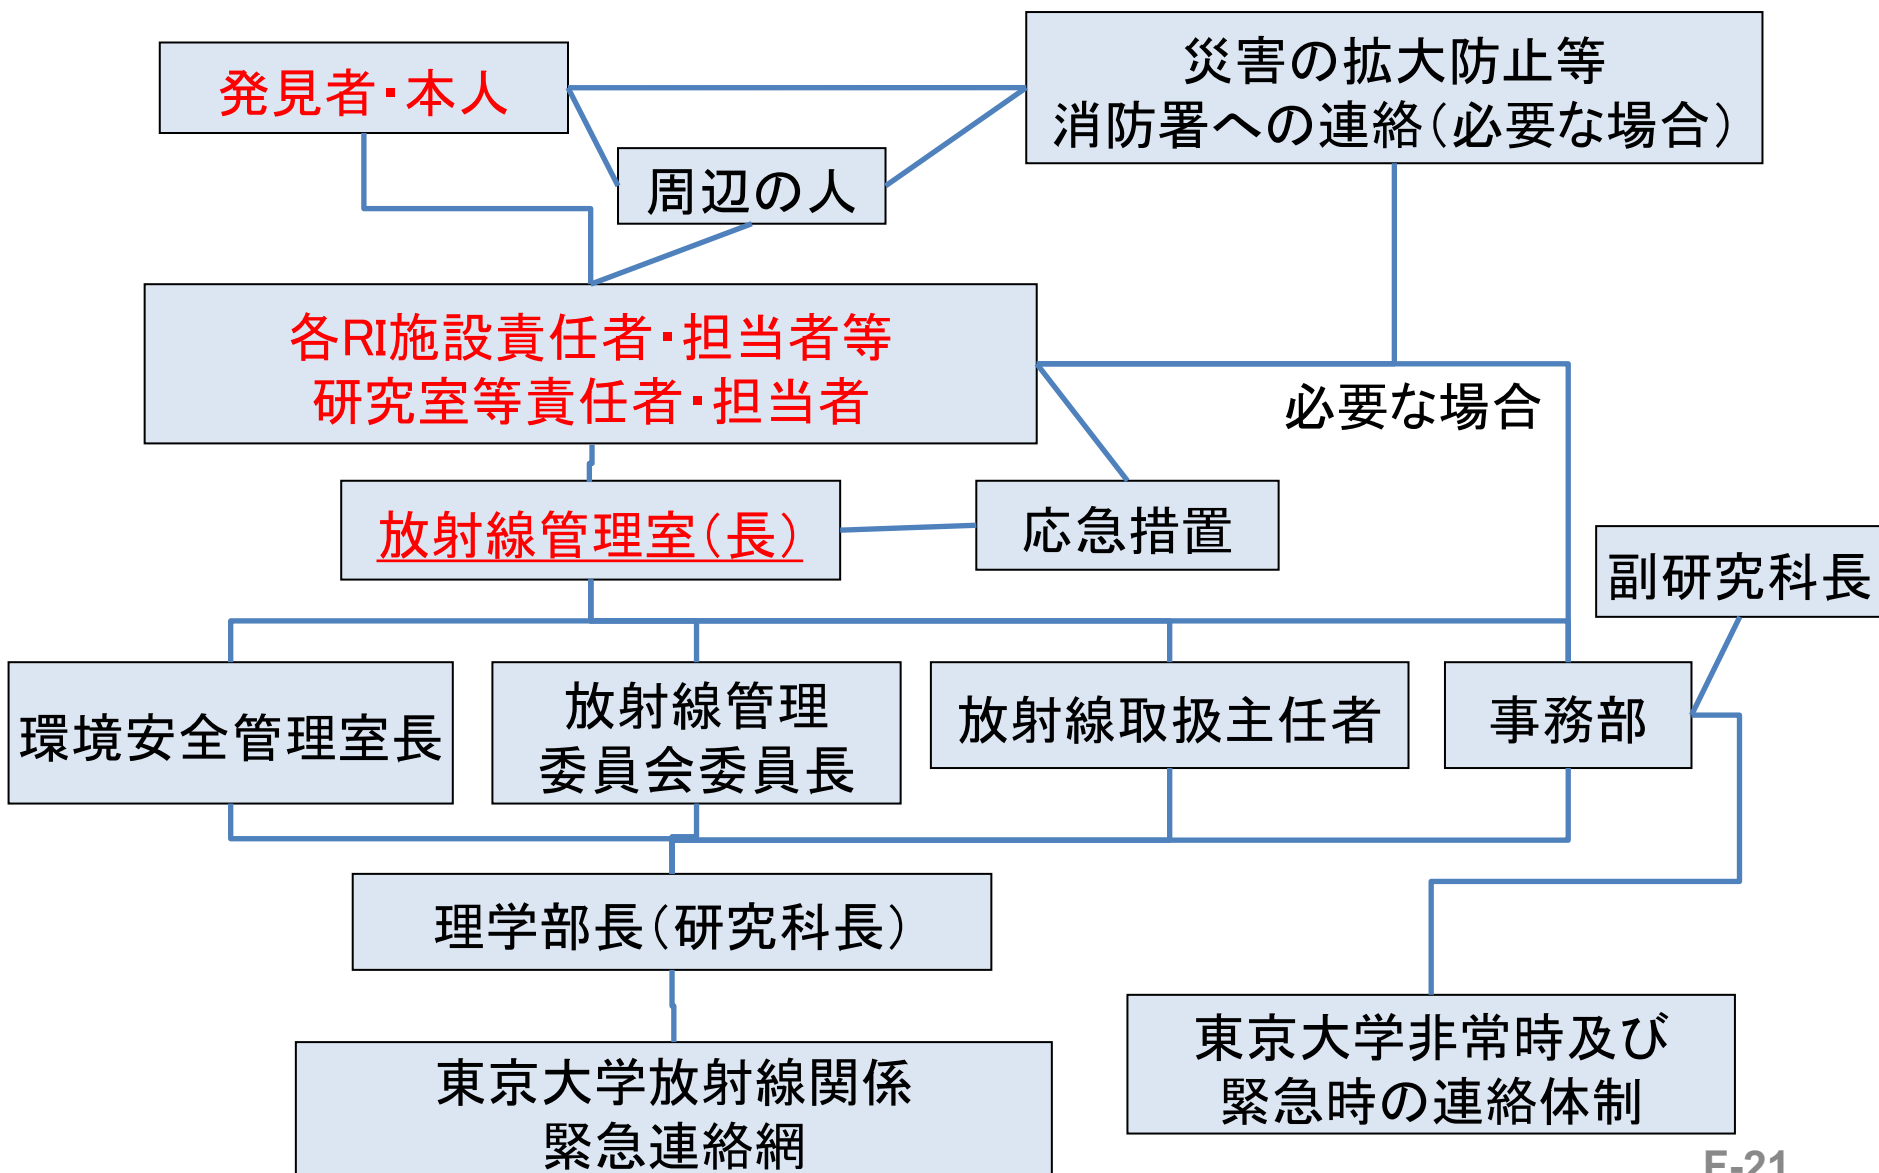 発見者・本人
災害の拡大防止等
消防署への連絡(必要な場合)
周辺の人
各RI施設責任者・担当者等
研究室等責任者・担当者
必要な場合
放射線管理室(長)
応急措置
副研究科長
環境安全管理室長
放射線管理
委員会委員長
放射線取扱主任者
事務部
理学部長(研究科長)
東京大学非常時及び
緊急時の連絡体制
東京大学放射線関係
緊急連絡網
E-21